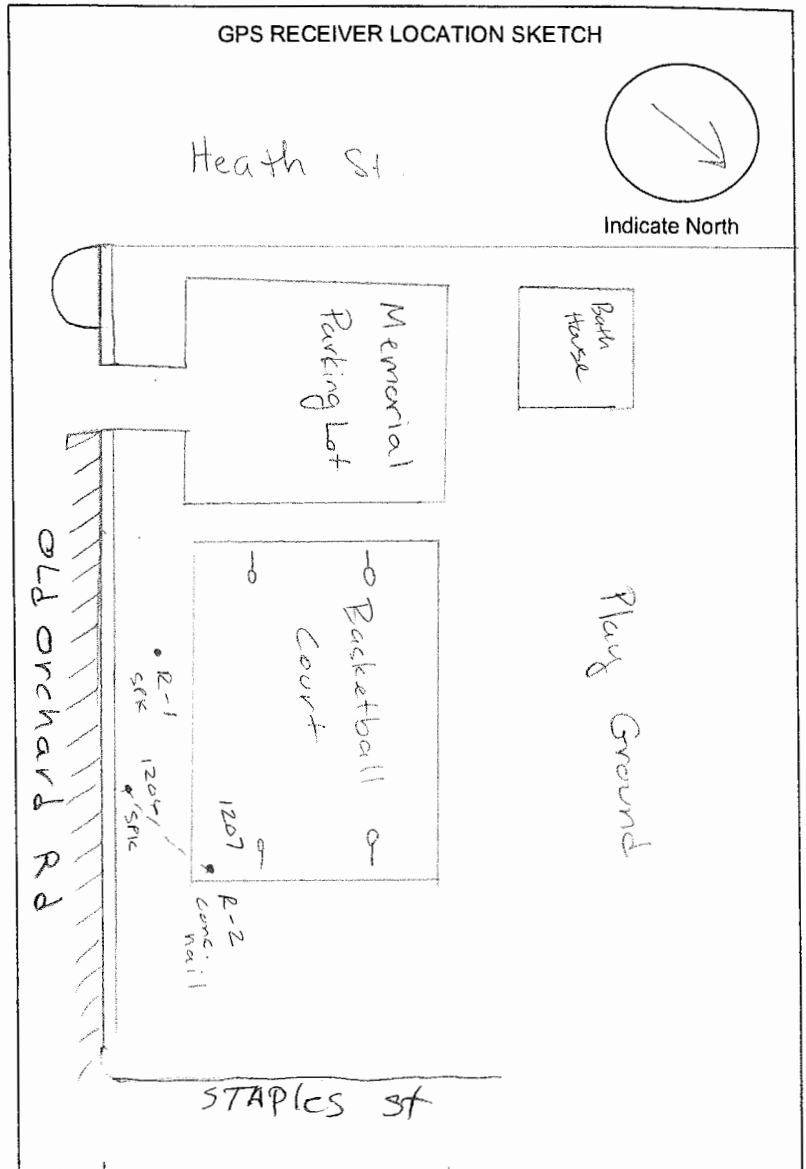 GPS RECEIVER LOCATION SKETCH
Heath St.
Indicate North
Memorial
Parking Lot
Bath
House
OLd Orchard Rd
Basketball
Court
Play Ground
R-1
SPK
1204
SPK
1207
R-2
conc.
nail
STAPlES St